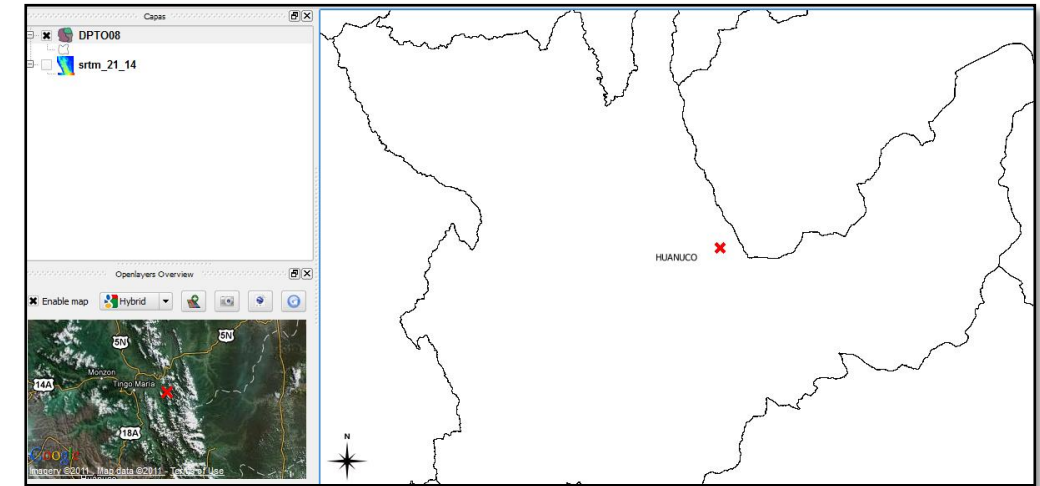 Capas
DPTO08
srtm_21_14
Openlayers Overview
Enable map
Hybrid
5N
5N
Monzon
14A
Tingo Maria
18A
Google
Imagery ©2011 , Map data ©2011 - Terms of Use
HUANUCO
N